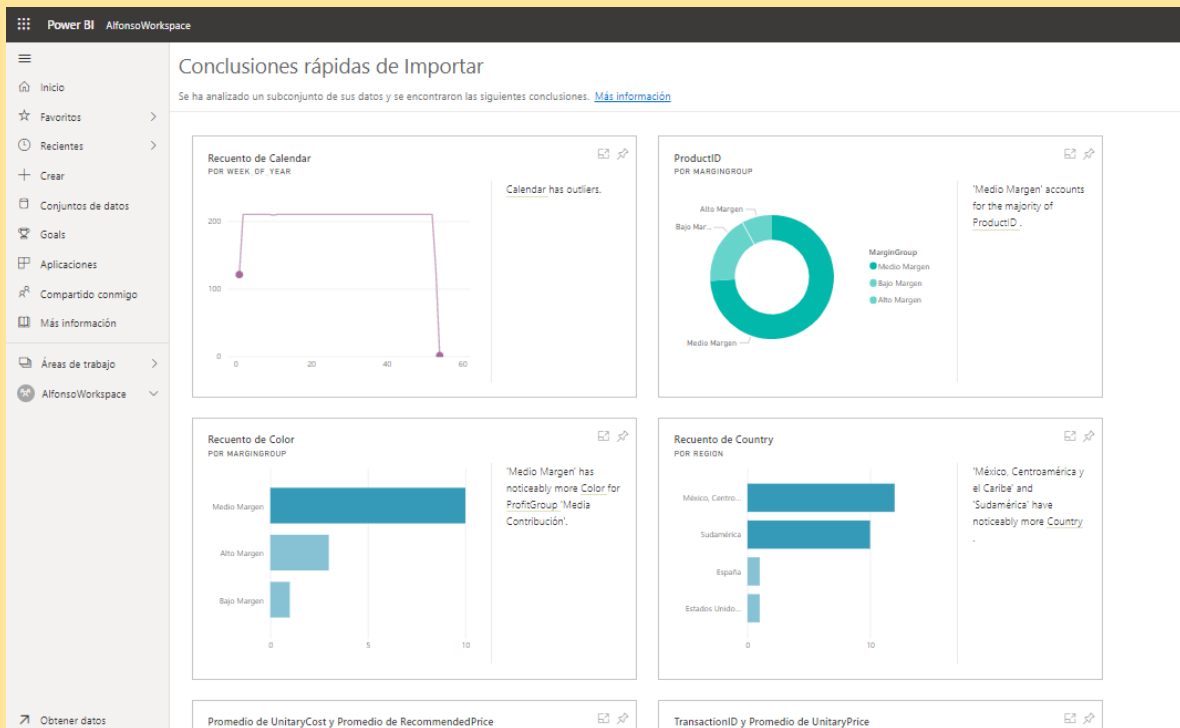 Power BI AlfonsoWorkspace
Inicio
Favoritos
Recientes
Crear
Conjuntos de datos
Goals
Aplicaciones
Compartido conmigo
Más información
Áreas de trabajo
AlfonsoWorkspace
Obtener datos
Conclusiones rápidas de Importar
Se ha analizado un subconjunto de sus datos y se encontraron las siguientes conclusiones. Más información
Recuento de Calendar
POR WEEK_OF_YEAR
200
100
0
0 20 40 60
Calendar has outliers.
ProductID
POR MARGINGROUP
Alto Margen
Bajo Mar...
Medio Margen
MarginGroup
Medio Margen
Bajo Margen
Alto Margen
'Medio Margen' accounts
for the majority of
ProductID .
Recuento de Color
POR MARGINGROUP
Medio Margen
Alto Margen
Bajo Margen
0 5 10
'Medio Margen' has
noticeably more Color for
ProfitGroup 'Media
Contribución'.
Recuento de Country
POR REGION
México, Centro...
Sudamérica
España
Estados Unido...
0 10
'México, Centroamérica y
el Caribe' and
'Sudamérica' have
noticeably more Country
.
Promedio de UnitaryCost y Promedio de RecommendedPrice
TransactionID y Promedio de UnitaryPrice